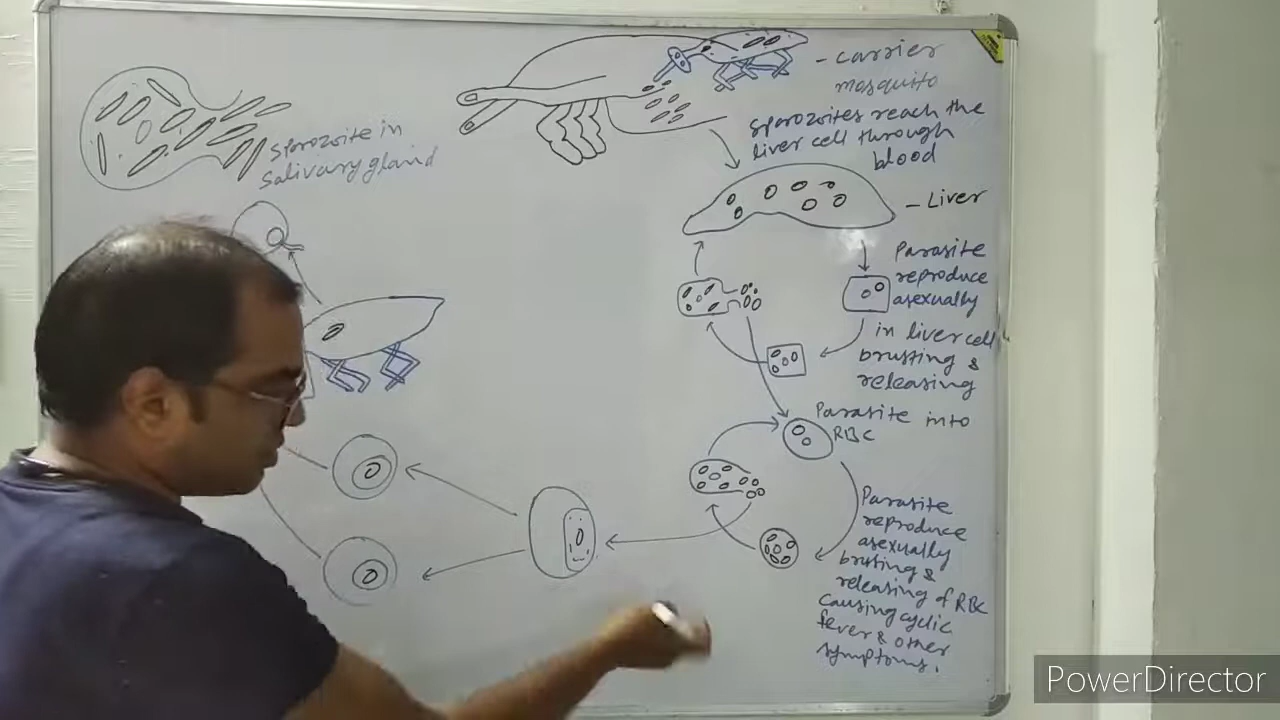 - carrier
mosquito
sporozoites reach the
liver cell through
blood
sporozoite in
salivary gland
- Liver
Parasite
reproduce
asexually
in liver cell
brusting &
releasing
Parasite into
RBC
Parasite
reproduce
asexually
brusting &
releasing of RBC
causing cyclic
fever & other
symptoms.
PowerDirector